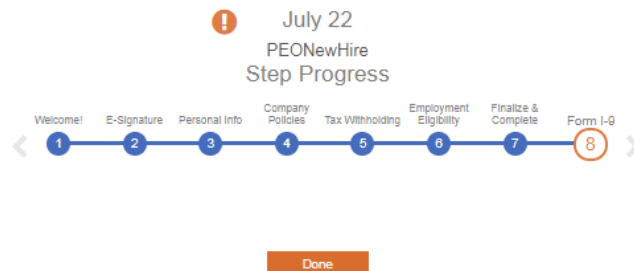 !
July 22
PEONewHire
Step Progress
Welcome!
E-Signature
Personal Info
Company
Policies
Tax Withholding
Employment
Eligibility
Finalize &
Complete
Form I-9
1 2 3 4 5 6 7 8
Done